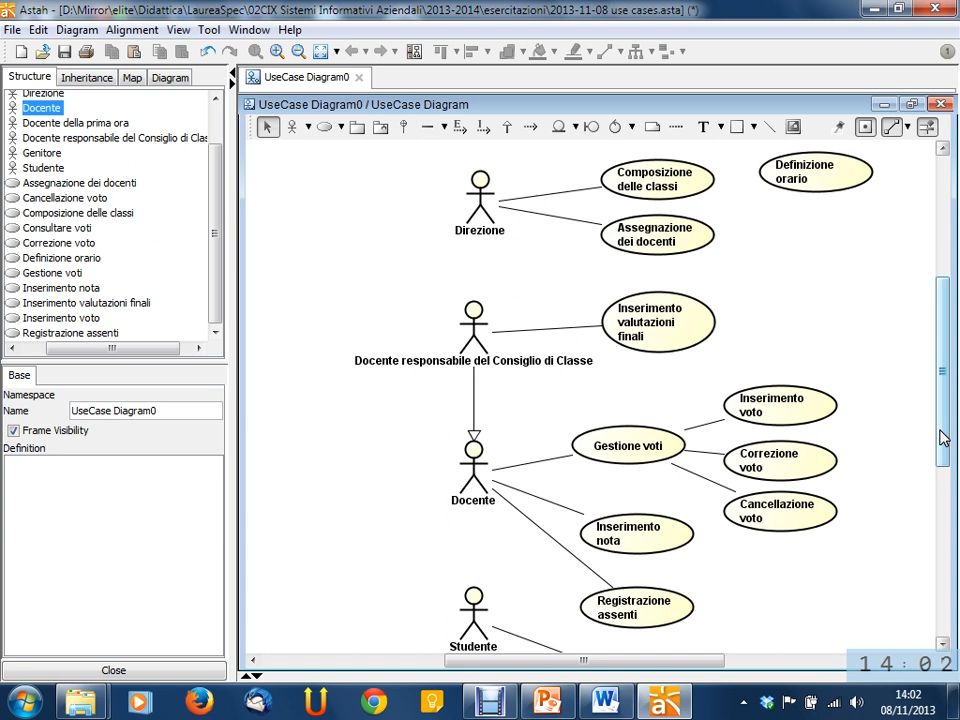 Astah - [D:\Mirror\elite\Didattica\LaureaSpec\02CIX Sistemi Informativi Aziendali\2013-2014\esercitazioni\2013-11-08 use cases.asta] (*)
File Edit Diagram Alignment View Tool Window Help
1
Structure Inheritance Map Diagram
UseCase Diagram0
UseCase Diagram0 / UseCase Diagram
Direzione
Docente
Docente della prima ora
Docente responsabile del Consiglio di Clas
Genitore
Studente
Assegnazione dei docenti
Cancellazione voto
Composizione delle classi
Consultare voti
Correzione voto
Definizione orario
Gestione voti
Inserimento nota
Inserimento valutazioni finali
Inserimento voto
Registrazione assenti
Base
Namespace
Name UseCase Diagram0
Frame Visibility
Definition
Close
T
Direzione
Composizione
delle classi
Definizione
orario
Assegnazione
dei docenti
Docente responsabile del Consiglio di Classe
Inserimento
valutazioni
finali
Docente
Gestione voti
Inserimento
voto
Correzione
voto
Cancellazione
voto
Inserimento
nota
Registrazione
assenti
Studente
14:02
14:02
08/11/2013